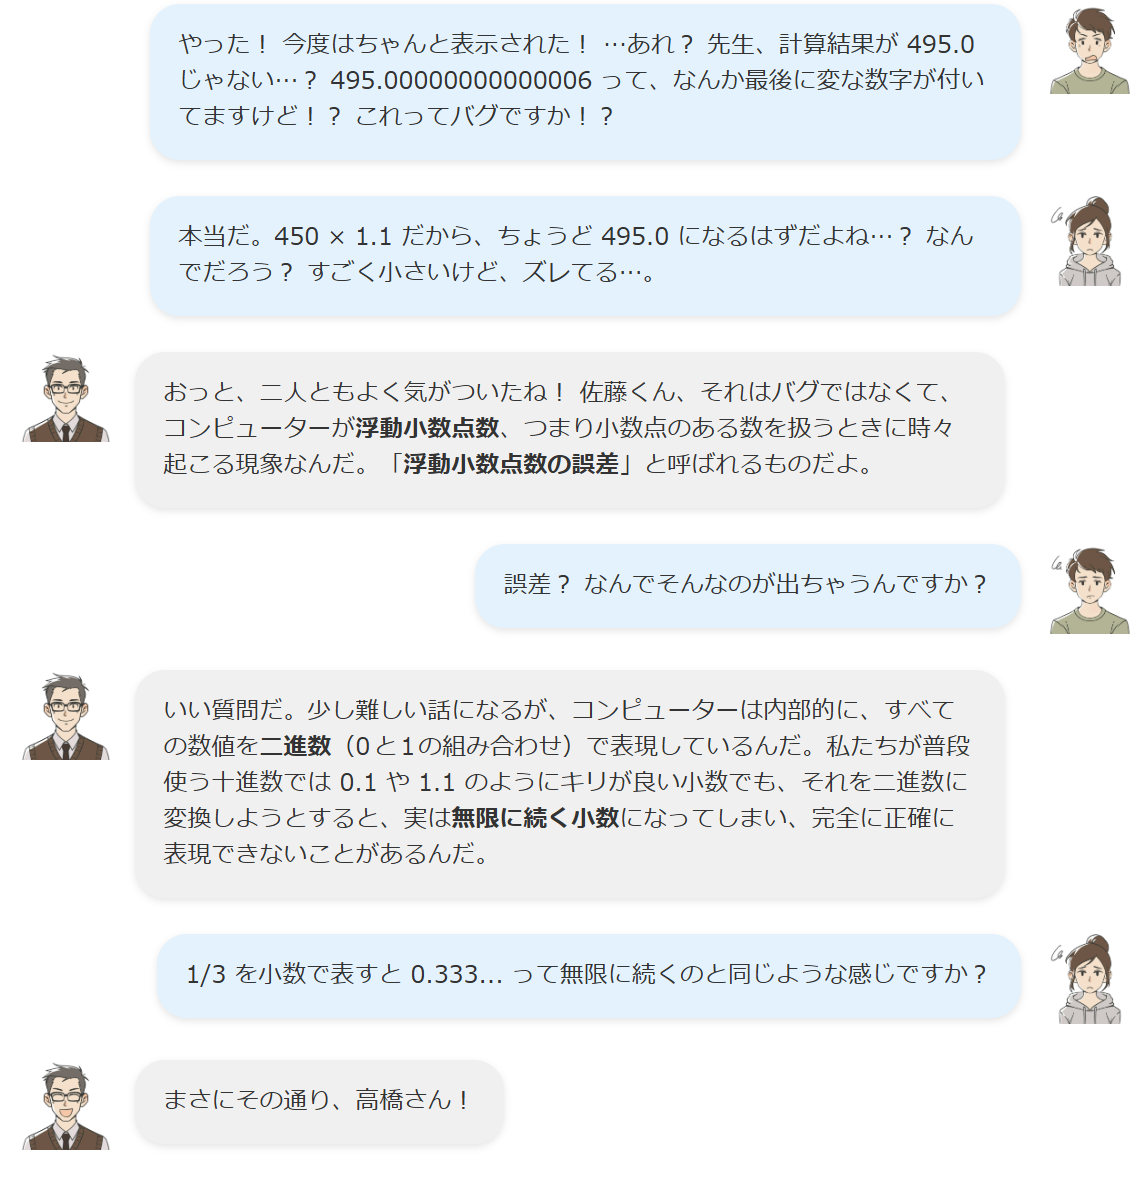 やった！ 今度はちゃんと表示された！ …あれ？ 先生、計算結果が 495.0
じゃない…？ 495.00000000000006 って、なんか最後に変な数字が付い
てますけど！？ これってバグですか！？
本当だ。450 × 1.1 だから、ちょうど 495.0 になるはずだよね…？ なん
でだろう？ すごく小さいけど、ズレてる…。
おっと、二人ともよく気がついたね！ 佐藤くん、それはバグではなくて、
コンピューターが浮動小数点数、つまり小数点のある数を扱うときに時々
起こる現象なんだ。「浮動小数点数の誤差」と呼ばれるものだよ。
誤差？ なんでそんなのが出ちゃうんですか？
いい質問だ。少し難しい話になるが、コンピューターは内部的に、すべて
の数値を二進数（0と1の組み合わせ）で表現しているんだ。私たちが普段
使う十進数では 0.1 や 1.1 のようにキリが良い小数でも、それを二進数に
変換しようとすると、実は無限に続く小数になってしまい、完全に正確に
表現できないことがあるんだ。
1/3 を小数で表すと 0.333... って無限に続くのと同じような感じですか？
まさにその通り、高橋さん！